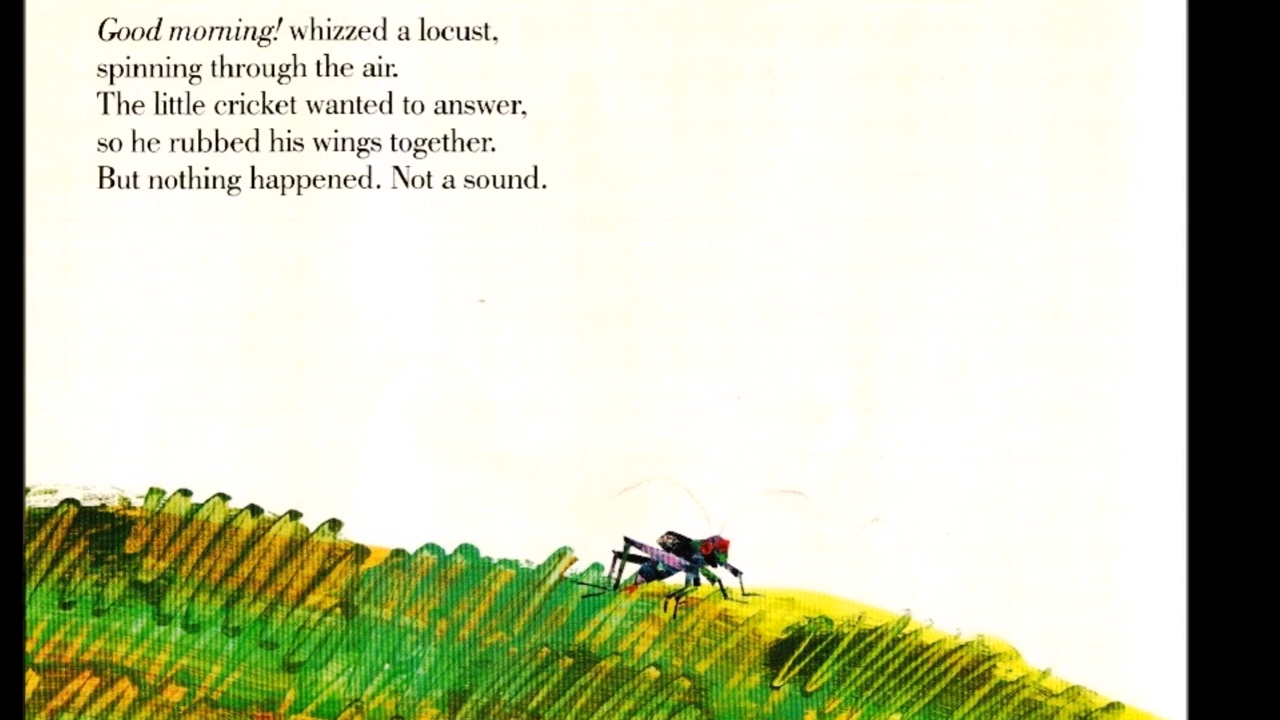 Good morning! whizzed a locust,
spinning through the air.
The little cricket wanted to answer,
so he rubbed his wings together.
But nothing happened. Not a sound.